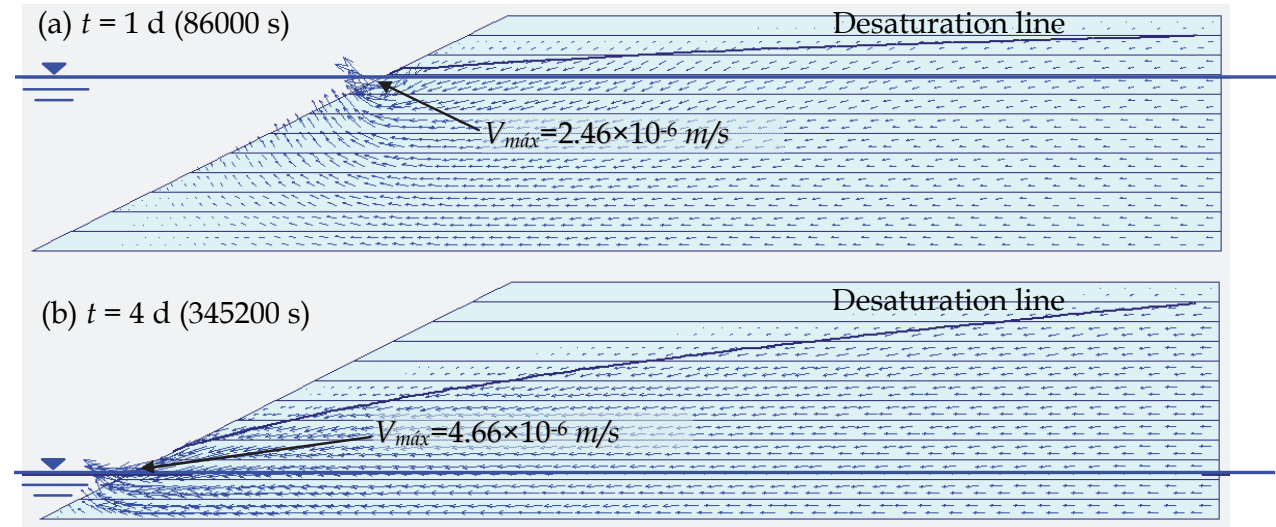 (a) t = 1 d (86000 s)
Desaturation line
Vmáx=2.46×10-6 m/s
(b) t = 4 d (345200 s)
Desaturation line
Vmáx=4.66×10-6 m/s